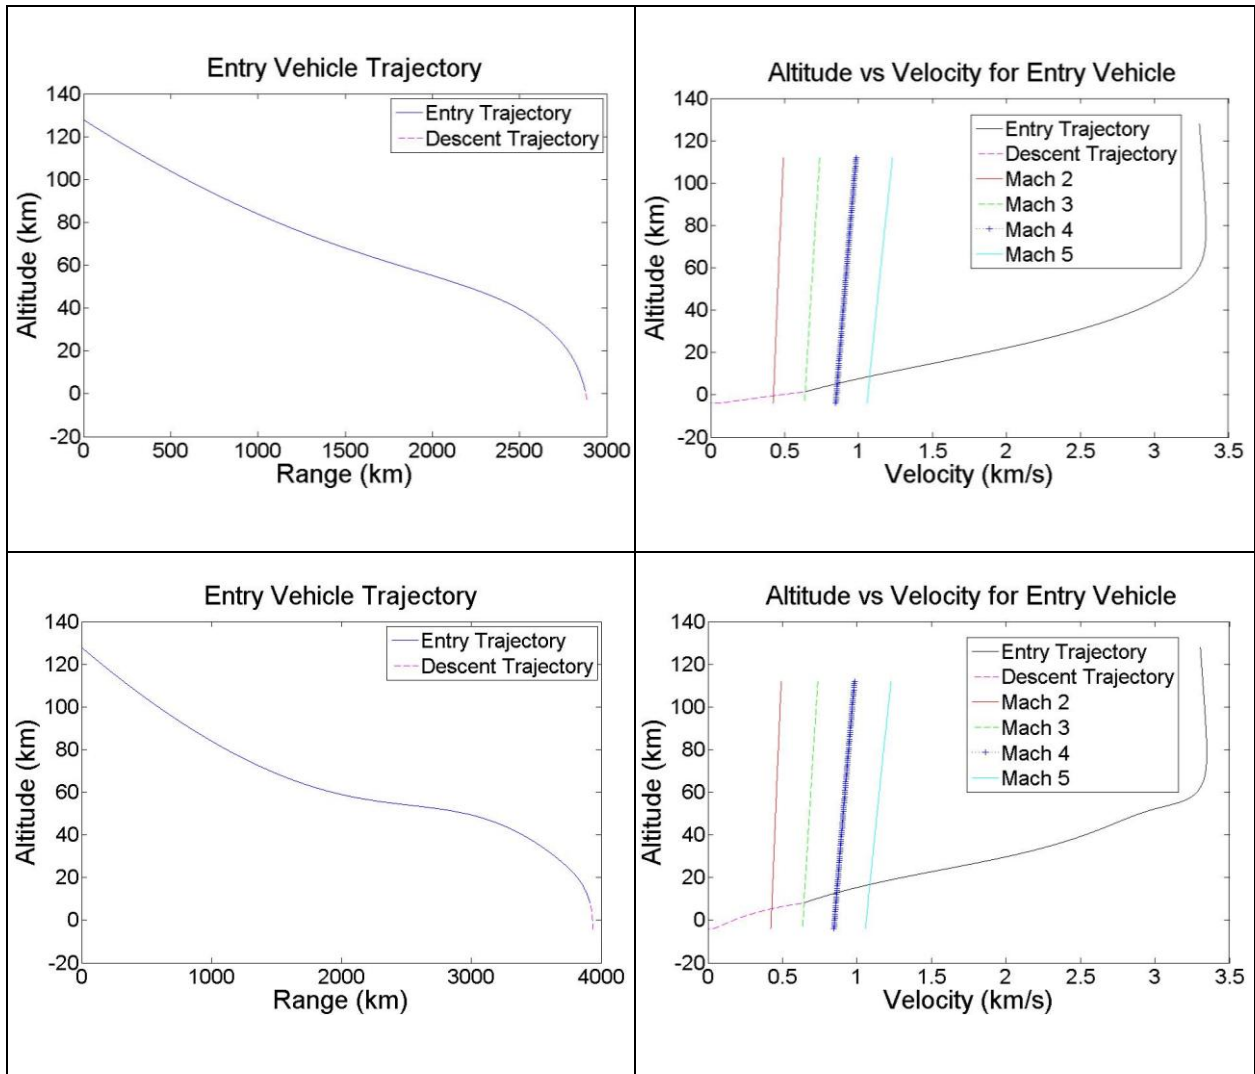 Entry Vehicle Trajectory
140
120
100
80
60
40
20
0
-20
Altitude (km)
Entry Trajectory
Descent Trajectory
0 500 1000 1500 2000 2500 3000
Range (km)
Altitude vs Velocity for Entry Vehicle
140
120
100
80
60
40
20
0
-20
Altitude (km)
Entry Trajectory
Descent Trajectory
Mach 2
Mach 3
Mach 4
Mach 5
0 0.5 1 1.5 2 2.5 3 3.5
Velocity (km/s)
Entry Vehicle Trajectory
140
120
100
80
60
40
20
0
-20
Altitude (km)
Entry Trajectory
Descent Trajectory
0 1000 2000 3000 4000
Range (km)
Altitude vs Velocity for Entry Vehicle
140
120
100
80
60
40
20
0
-20
Altitude (km)
Entry Trajectory
Descent Trajectory
Mach 2
Mach 3
Mach 4
Mach 5
0 0.5 1 1.5 2 2.5 3 3.5
Velocity (km/s)